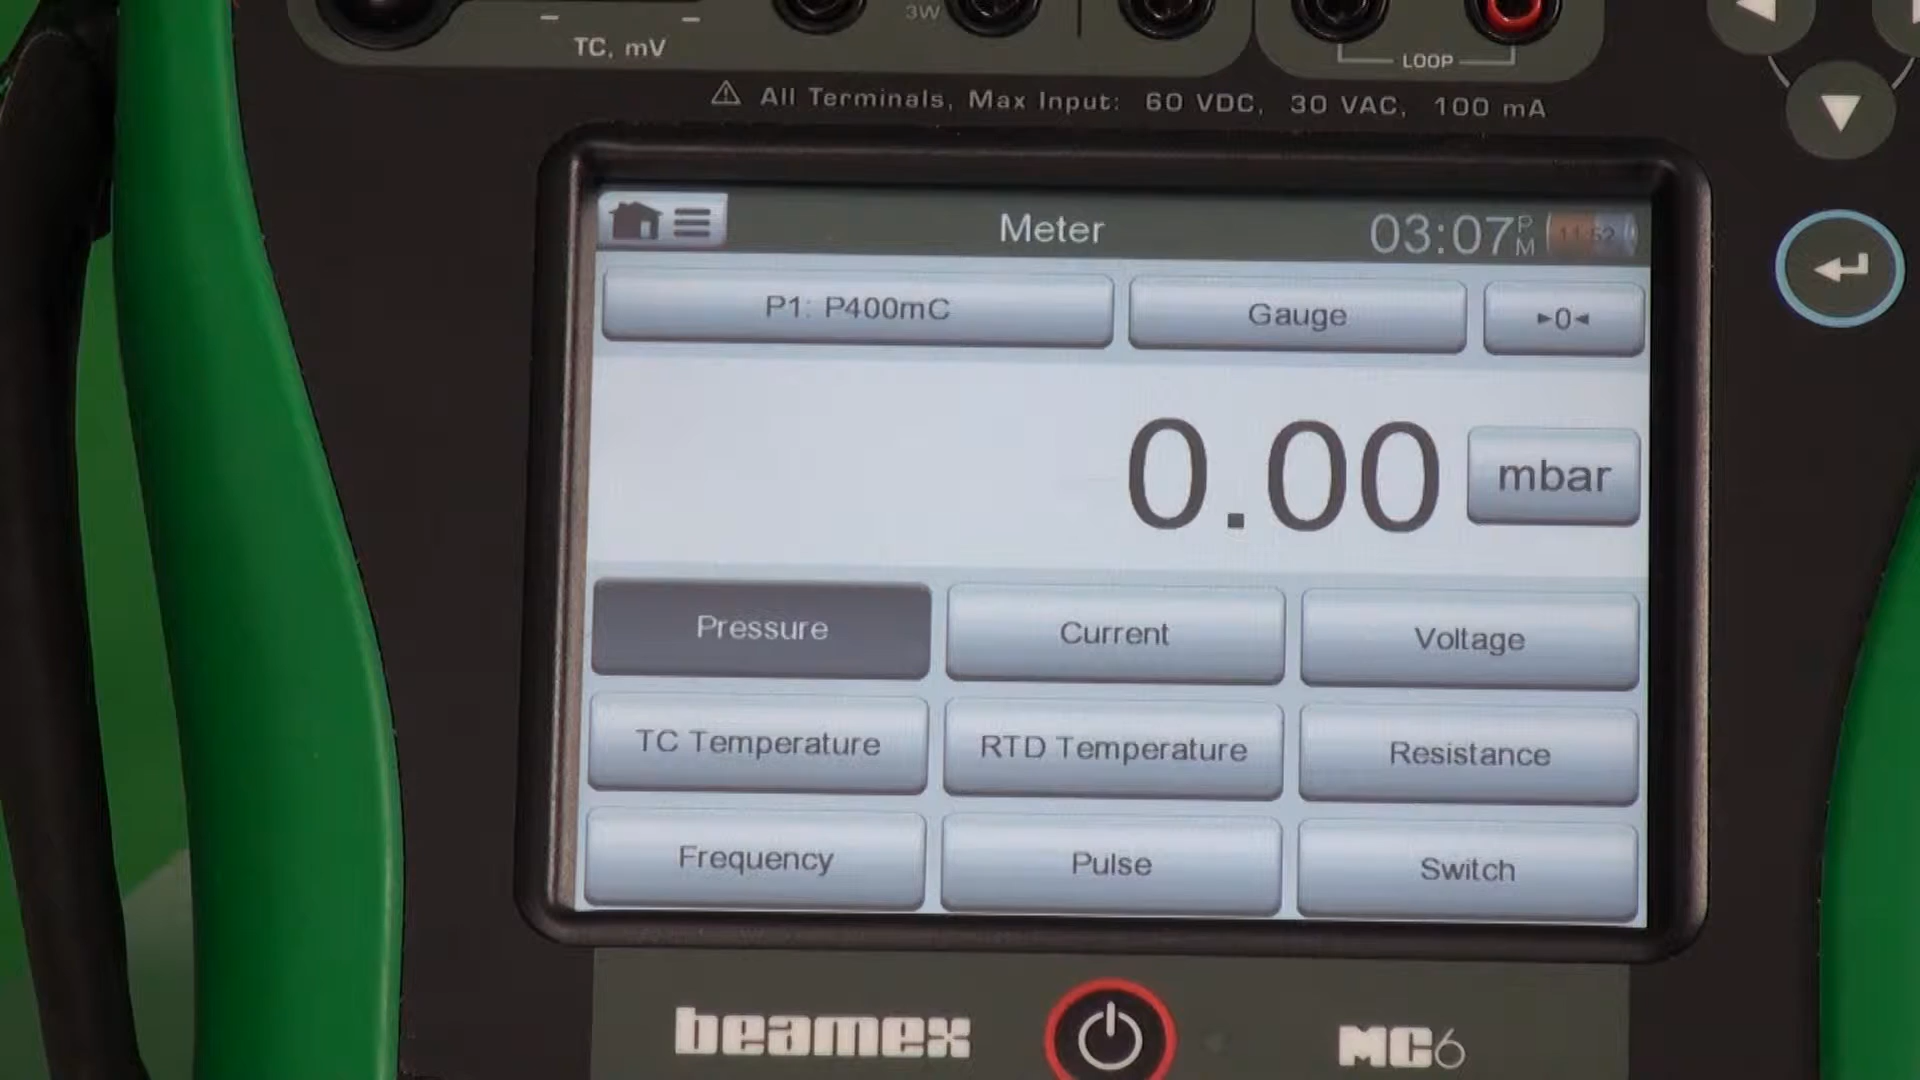 3W
TC, mV
LOOP
⚠ All Terminals, Max Input: 60 VDC, 30 VAC, 100 mA
Meter
03:07 PM
11:52
P1: P400mC
Gauge
▸0◂
0.00
mbar
Pressure
Current
Voltage
TC Temperature
RTD Temperature
Resistance
Frequency
Pulse
Switch
beamex
MC6